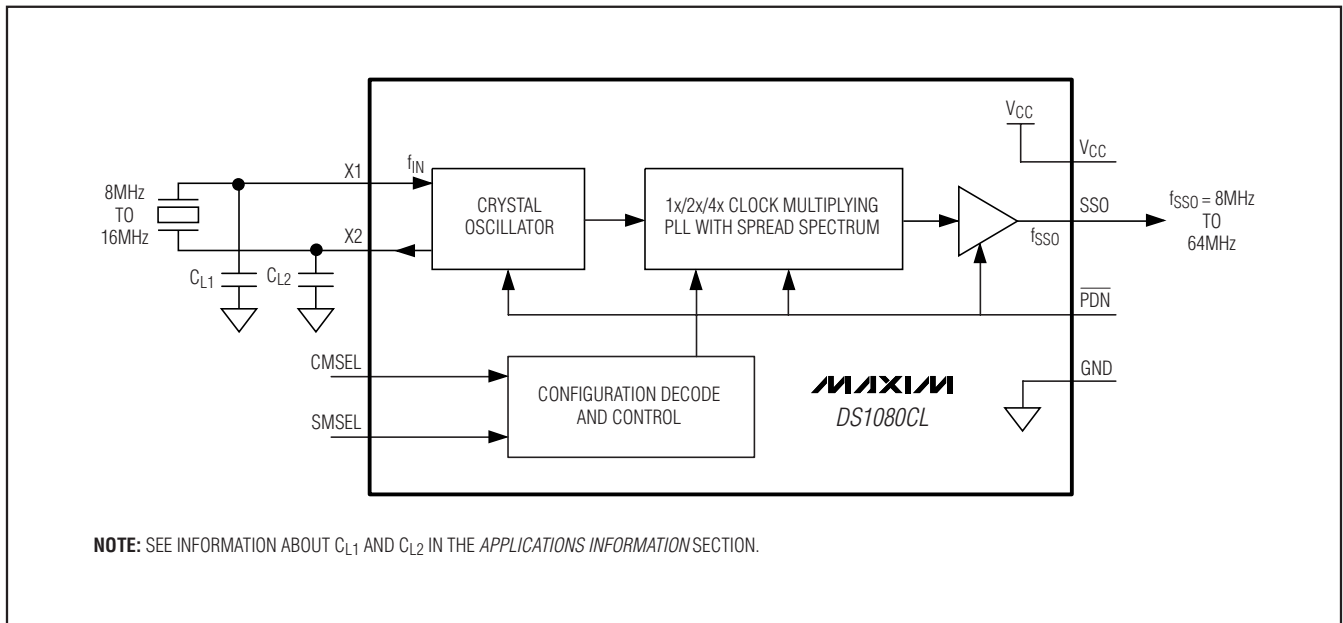 VCC
VCC
X1
fIN
8MHz
TO
16MHz
CRYSTAL
OSCILLATOR
1x/2x/4x CLOCK MULTIPLYING
PLL WITH SPREAD SPECTRUM
SSO
fSSO
fSSO = 8MHz
TO
64MHz
X2
CL1
CL2
PDN
CMSEL
SMSEL
CONFIGURATION DECODE
AND CONTROL
MAXIM
DS1080CL
GND
NOTE: SEE INFORMATION ABOUT CL1 AND CL2 IN THE APPLICATIONS INFORMATION SECTION.